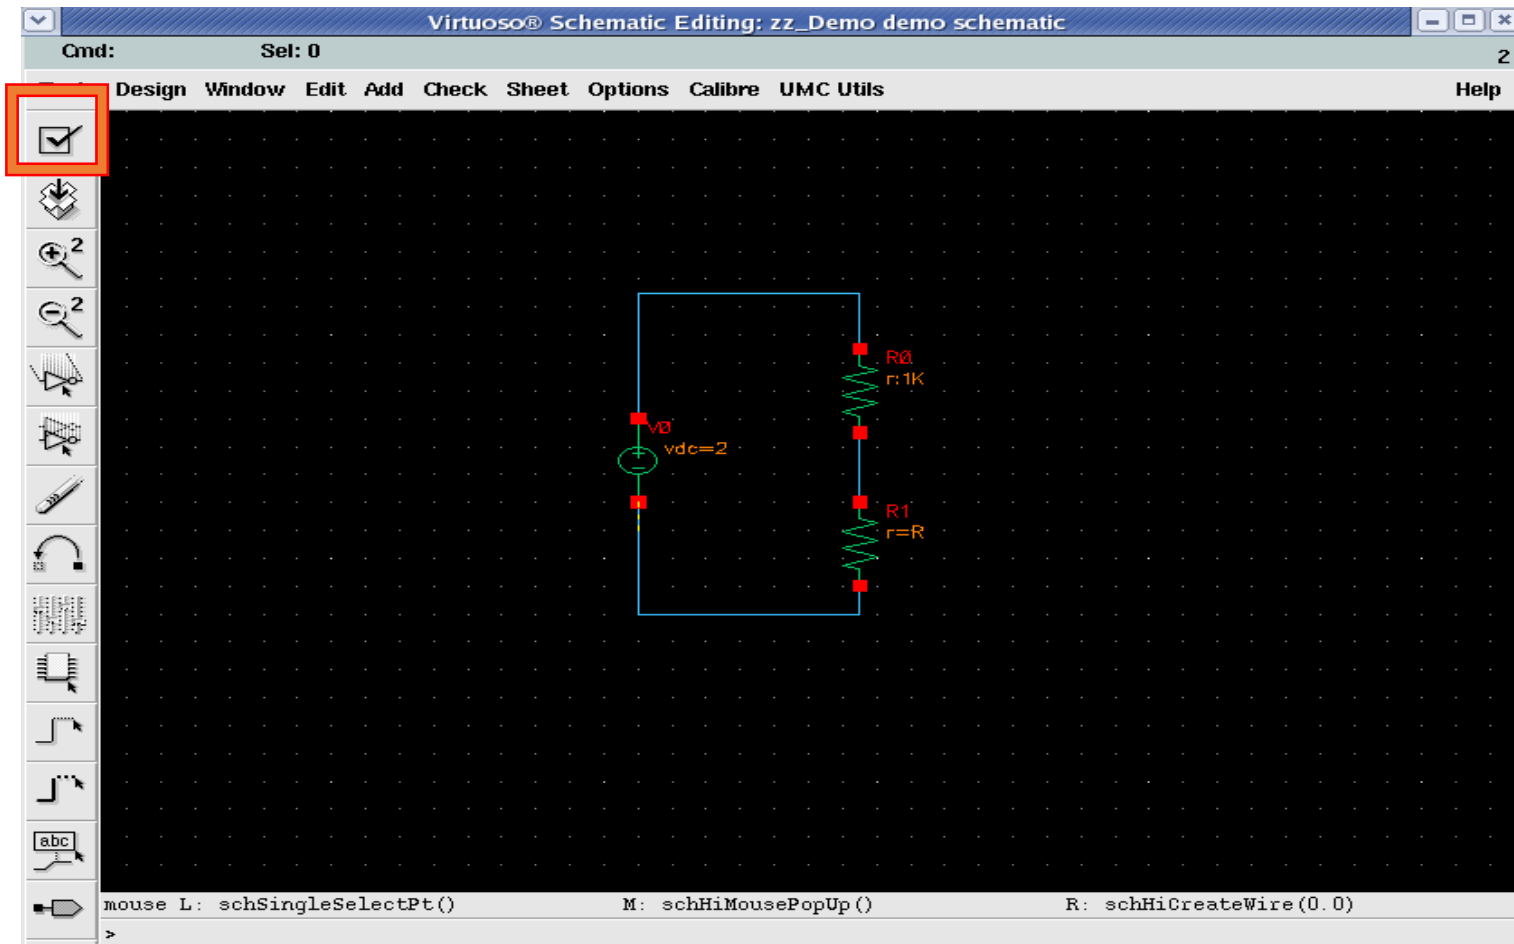 Virtuoso® Schematic Editing: zz_Demo demo schematic
Cmd: Sel: 0 2
Design Window Edit Add Check Sheet Options Calibre UMC Utils Help
2
2
R0
r:1K
V0
vdc=2
R1
r=R
abc
mouse L: schSingleSelectPt() M: schHiMousePopUp() R: schHiCreateWire(0.0)
>